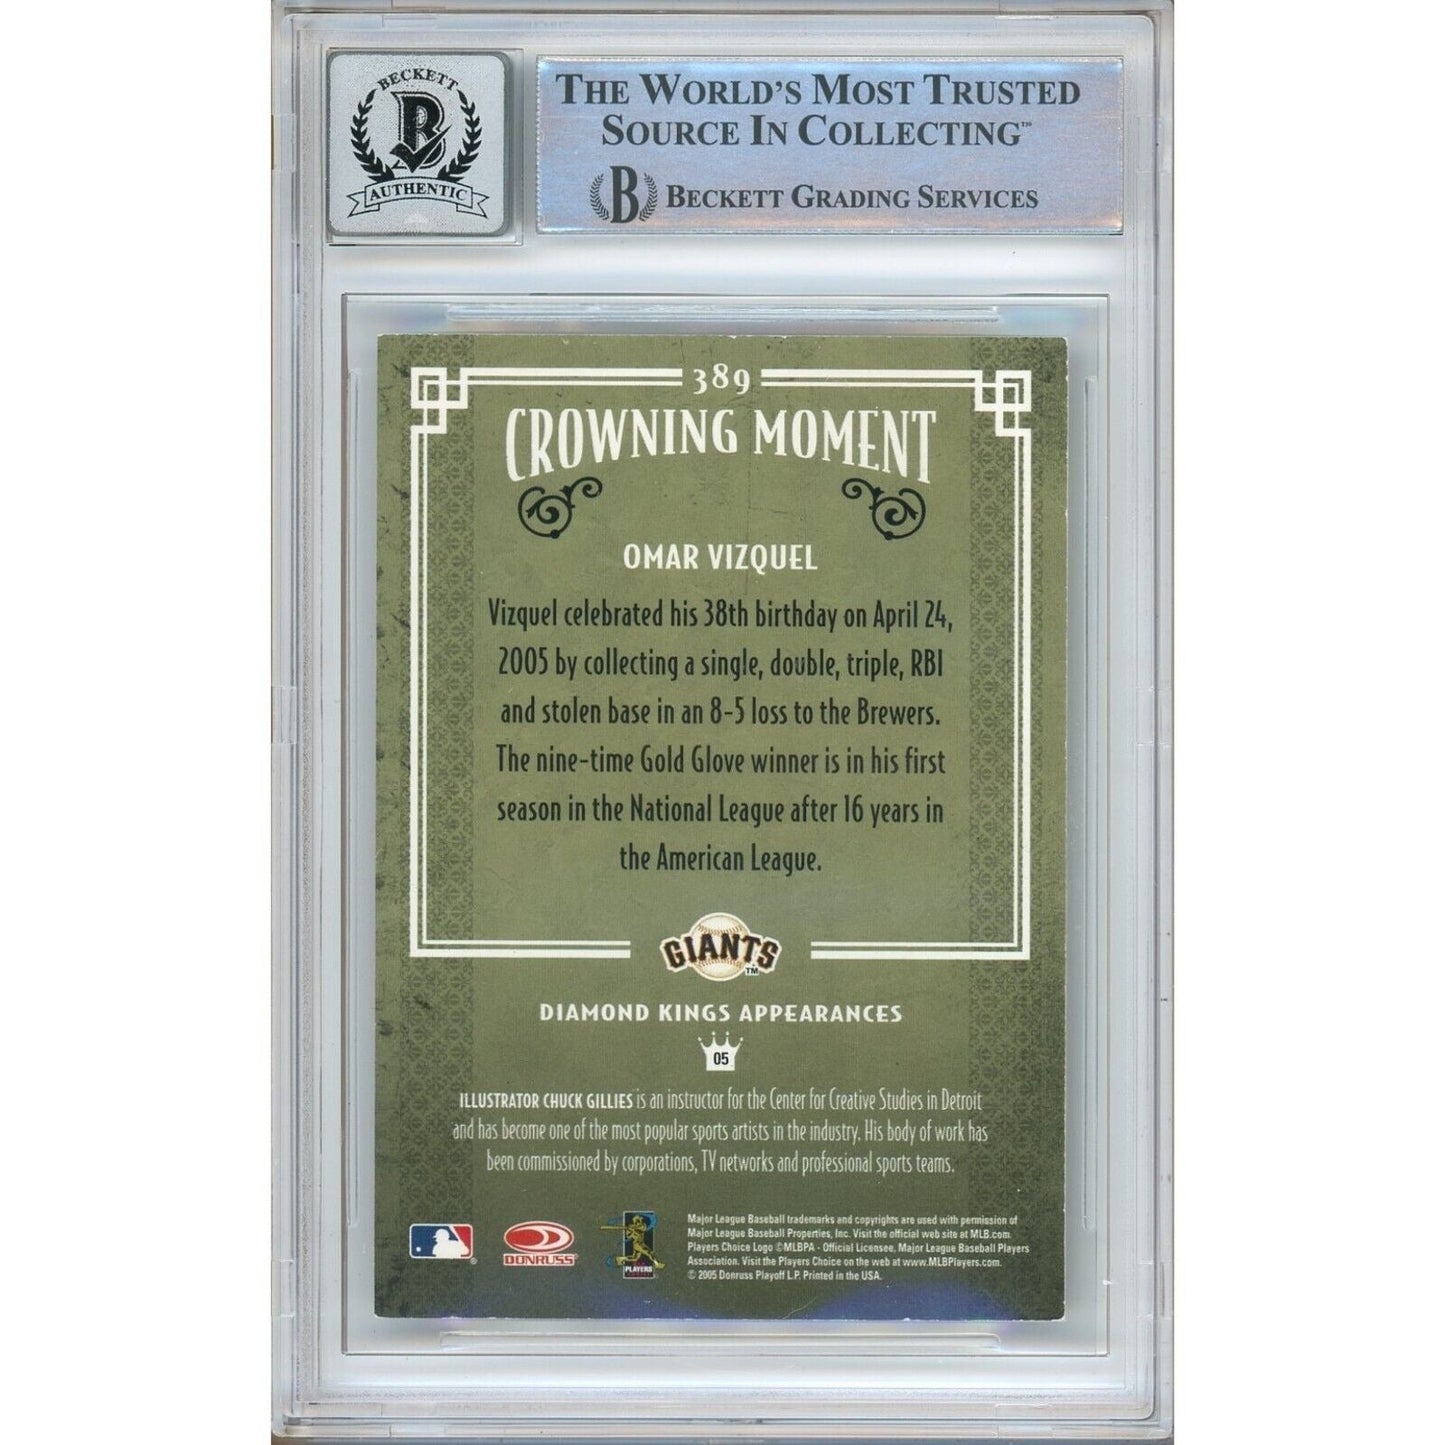 BECKETT
B
AUTHENTIC
THE WORLD'S MOST TRUSTED
SOURCE IN COLLECTING™
B BECKETT GRADING SERVICES
389
CROWNING MOMENT
OMAR VIZQUEL
Vizquel celebrated his 38th birthday on April 24,
2005 by collecting a single, double, triple, RBI
and stolen base in an 8-5 loss to the Brewers.
The nine-time Gold Glove winner is in his first
season in the National League after 16 years in
the American League.
GIANTS™
DIAMOND KINGS APPEARANCES
05
ILLUSTRATOR CHUCK GILLIES is an instructor for the Center for Creative Studies in Detroit
and has become one of the most popular sports artists in the industry. His body of work has
been commissioned by corporations, TV networks and professional sports teams.
DONRUSS
PLAYERS
Major League Baseball trademarks and copyrights are used with permission of
Major League Baseball Properties, Inc. Visit the official web site at MLB.com.
Players Choice Logo ©MLBPA - Official Licensee, Major League Baseball Players
Association. Visit the Players Choice on the web at www.MLBPlayers.com.
© 2005 Donruss Playoff L.P. Printed in the USA.